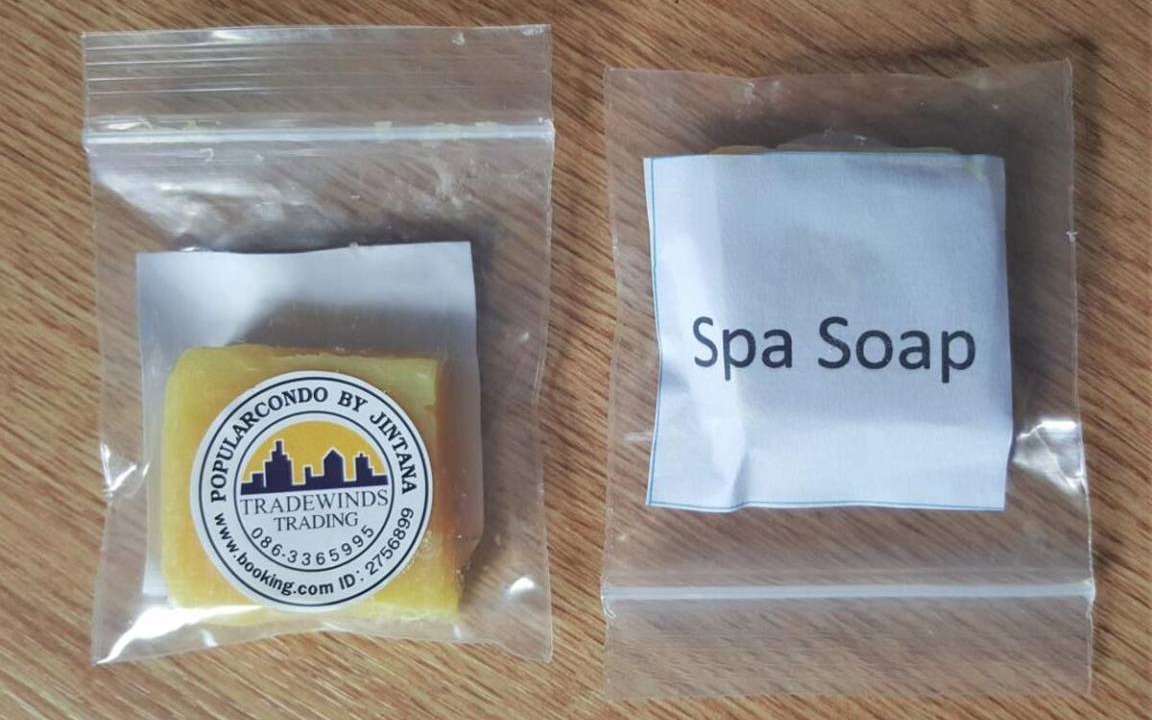 POPULARCONDO BY JINTANA
TRADEWINDS
TRADING
086-3365995
www.booking.com ID: 2756899
Spa Soap